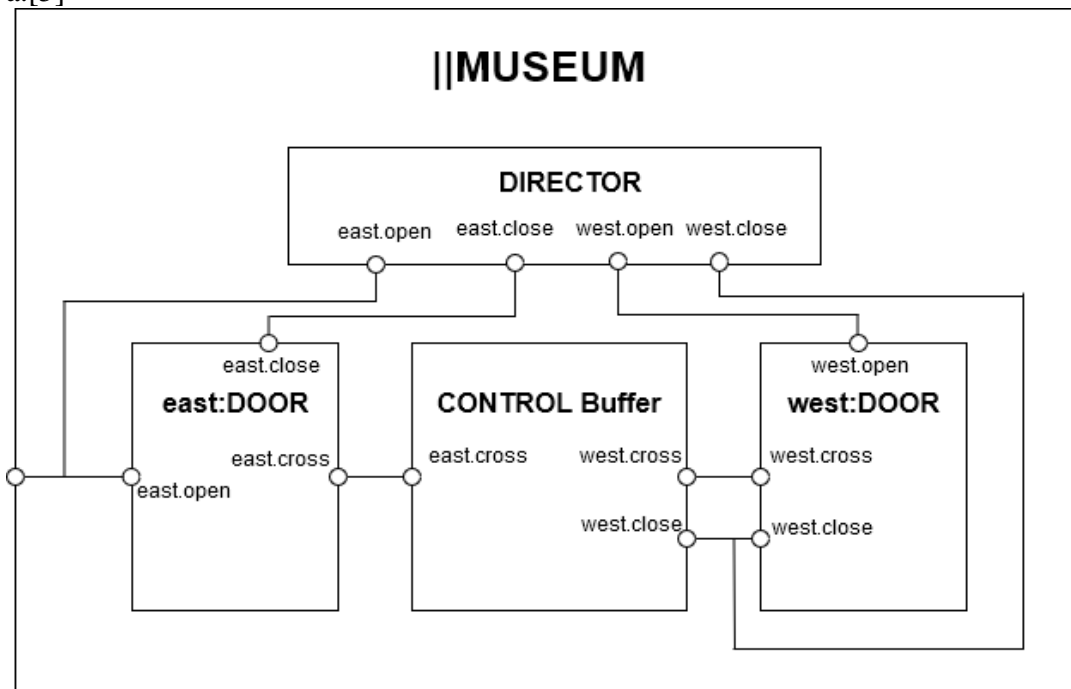 ||MUSEUM
DIRECTOR
east.open east.close west.open west.close
east.close
west.open
east:DOOR CONTROL Buffer west:DOOR
east.cross east.cross west.cross west.cross
east.open
west.close west.close